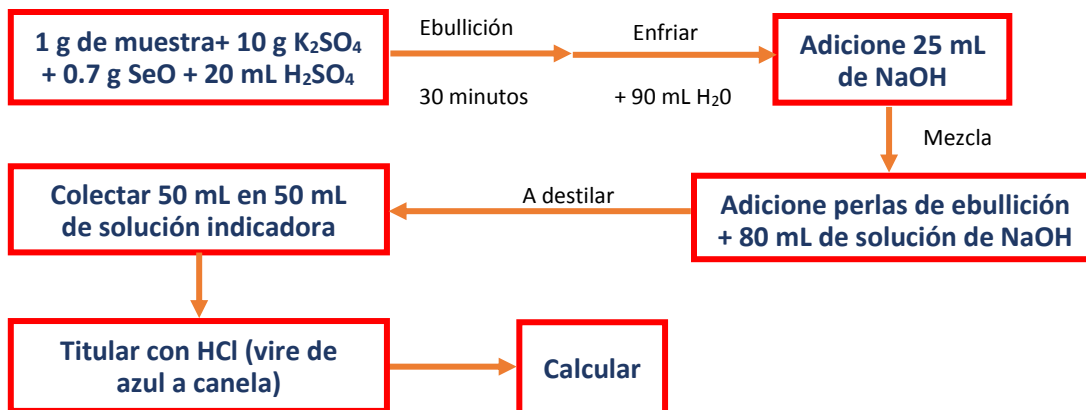 1 g de muestra+ 10 g K₂SO₄
+ 0.7 g SeO + 20 mL H₂SO₄
Ebullición
30 minutos
Enfriar
+ 90 mL H₂0
Adicione 25 mL
de NaOH
Mezcla
Adicione perlas de ebullición
+ 80 mL de solución de NaOH
A destilar
Colectar 50 mL en 50 mL
de solución indicadora
Titular con HCl (vire de
azul a canela)
Calcular